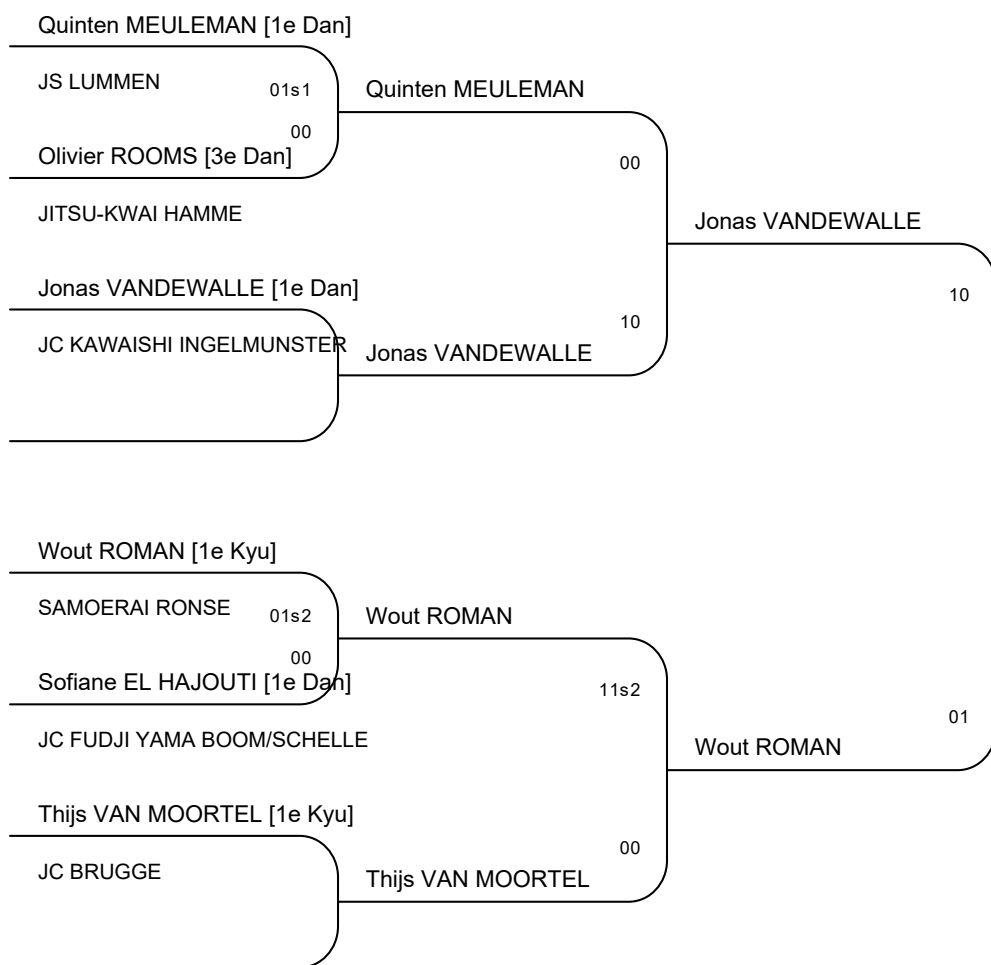 Quinten MEULEMAN [1e Dan]
JS LUMMEN
01s1
Quinten MEULEMAN
00
Olivier ROOMS [3e Dan]
00
JITSU-KWAI HAMME
Jonas VANDEWALLE
Jonas VANDEWALLE [1e Dan]
10
10
JC KAWAISHI INGELMUNSTER
Jonas VANDEWALLE
Wout ROMAN [1e Kyu]
SAMOERAI RONSE
01s2
Wout ROMAN
00
Sofiane EL HAJOUTI [1e Dan]
11s2
01
JC FUDJI YAMA BOOM/SCHELLE
Wout ROMAN
Thijs VAN MOORTEL [1e Kyu]
00
JC BRUGGE
Thijs VAN MOORTEL